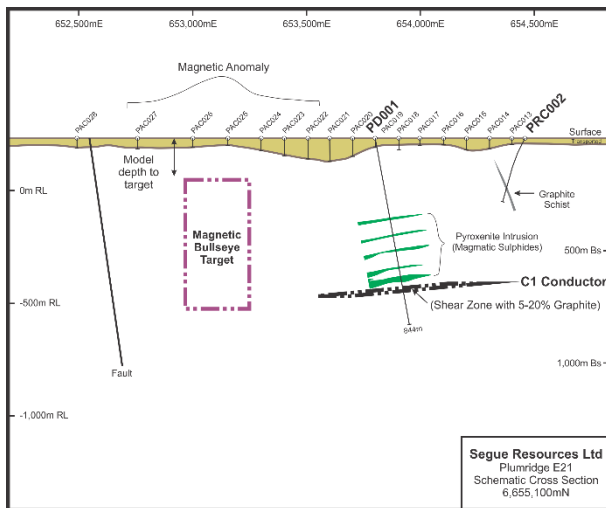 652,500mE
653,000mE
653,500mE
654,000mE
654,500mE
Magnetic Anomaly
PAC028
PAC027
PAC026
PAC025
PAC024
PAC023
PAC022
PAC021
PAC020
PD001
PAC019
PAC018
PAC017
PAC016
PAC015
PAC014
PAC013
PRC002
Surface
Model
depth to
target
0m RL
Magnetic
Bullseye
Target
Graphite
Schist
Pyroxenite Intrusion
(Magmatic Sulphides)
500m Bs
C1 Conductor
-500m RL
(Shear Zone with 5-20% Graphite)
844m
1,000m Bs
Fault
-1,000m RL
Segue Resources Ltd
Plumridge E21
Schematic Cross Section
6,655,100mN